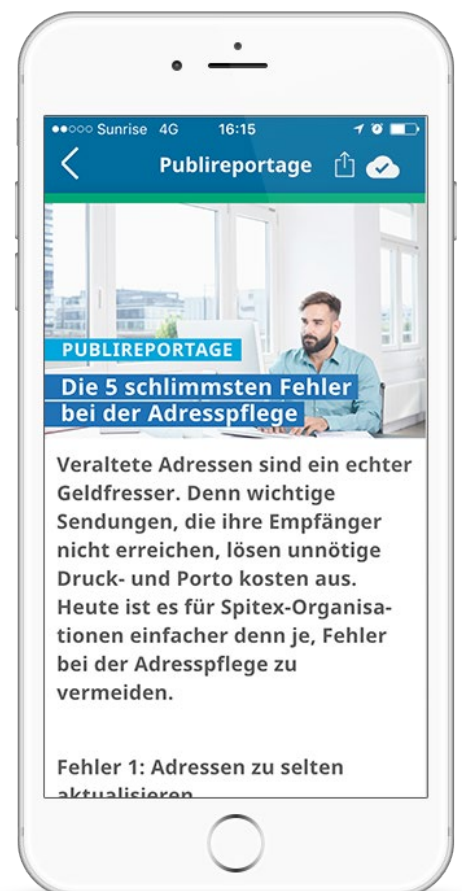 Sunrise 4G 16:15
Publireportage
PUBLIREPORTAGE
Die 5 schlimmsten Fehler
bei der Adresspflege
Veraltete Adressen sind ein echter
Geldfresser. Denn wichtige
Sendungen, die ihre Empfänger
nicht erreichen, lösen unnötige
Druck- und Porto kosten aus.
Heute ist es für Spitex-Organisa-
tionen einfacher denn je, Fehler
bei der Adresspflege zu
vermeiden.
Fehler 1: Adressen zu selten
aktualisieren